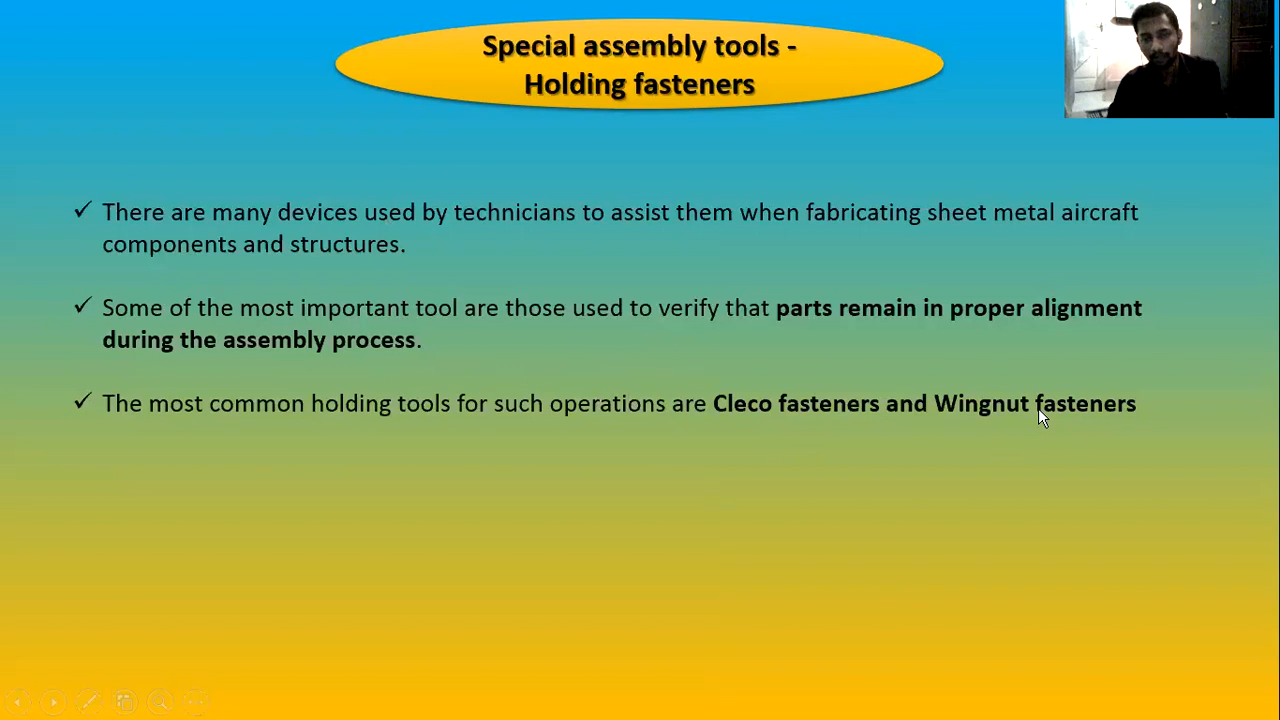 Special assembly tools -
Holding fasteners
✓ There are many devices used by technicians to assist them when fabricating sheet metal aircraft
components and structures.
✓ Some of the most important tool are those used to verify that parts remain in proper alignment
during the assembly process.
✓ The most common holding tools for such operations are Cleco fasteners and Wingnut fasteners